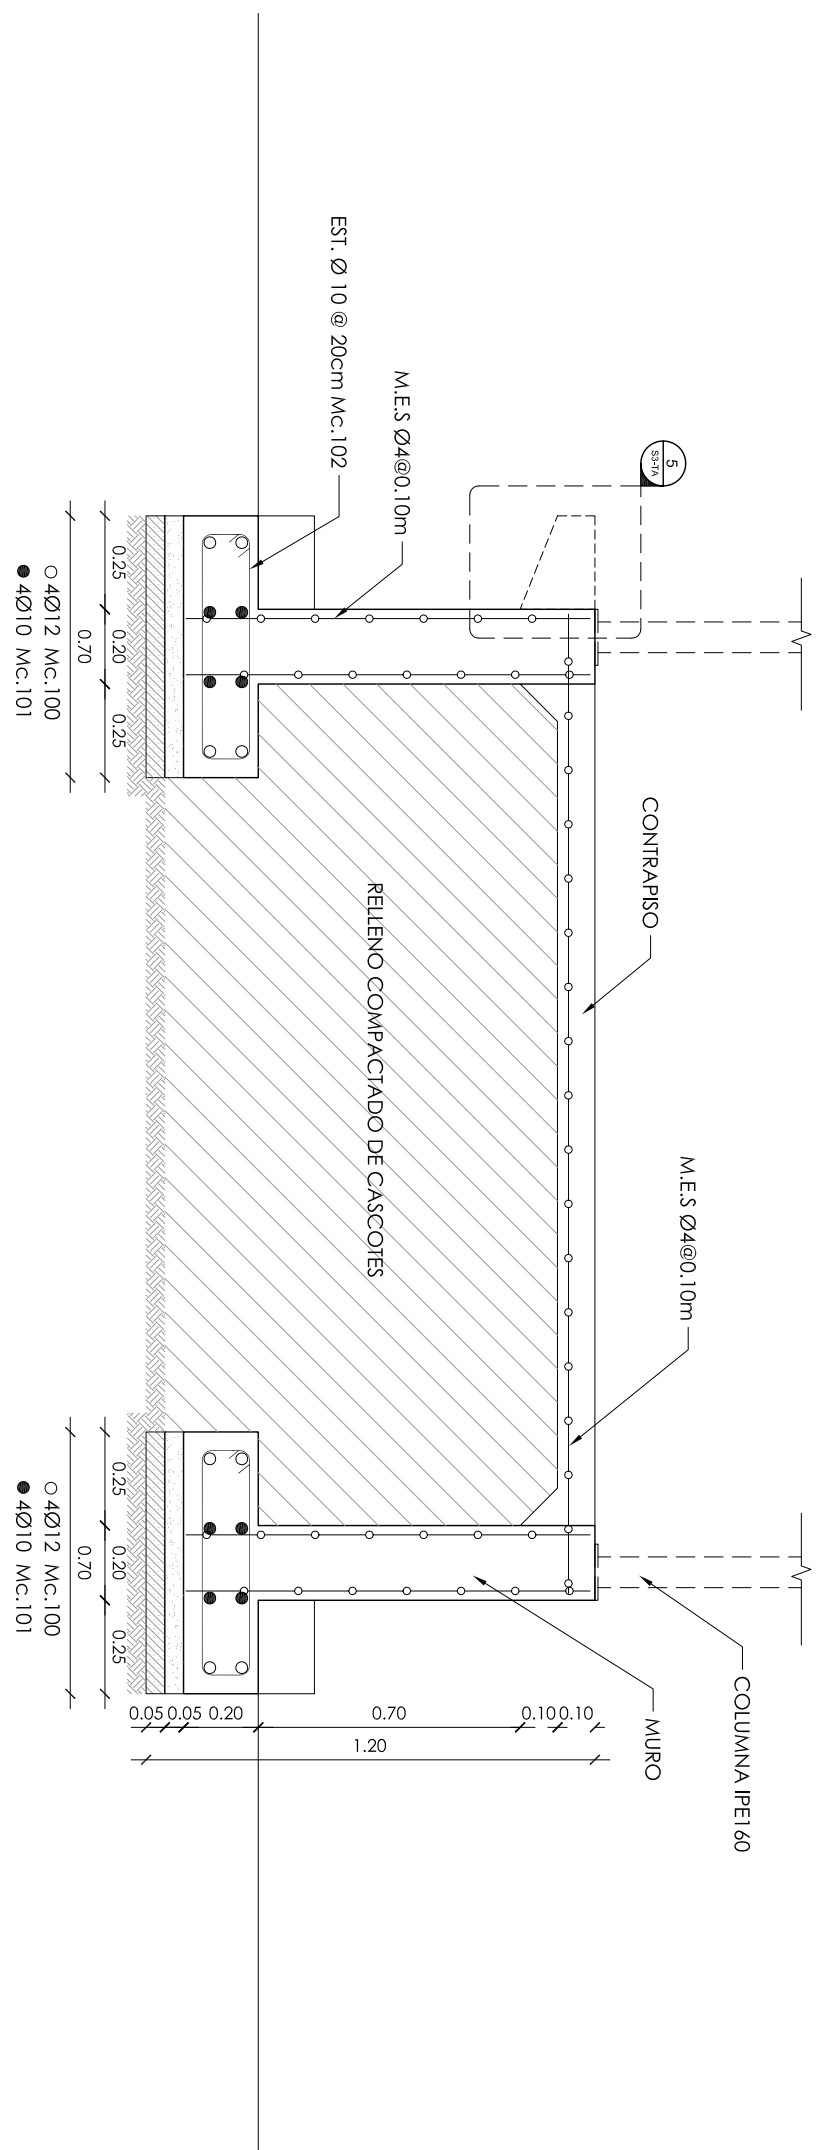 5
S3-TA
COLUMNA IPE160
M.E.S Ø4@0.10m
CONTRAPISO
MURO
M.E.S Ø4@0.10m
EST. Ø 10 @ 20cm Mc.102
RELLENO COMPACTADO DE CASCOTES
0.10
0.10
0.70
0.20
0.05
0.05
1.20
0.25
0.20
0.25
0.70
4Ø12 Mc.100
4Ø10 Mc.101
0.25
0.20
0.25
0.70
4Ø12 Mc.100
4Ø10 Mc.101